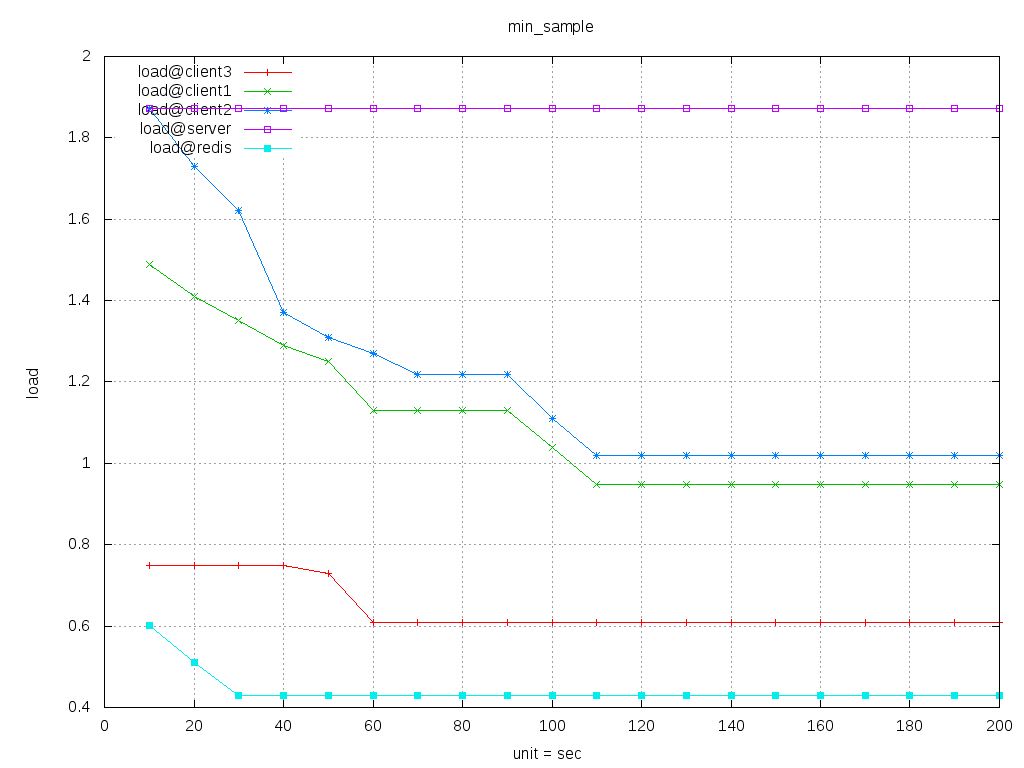 min_sample
load@client3
load@client1
load@client2
load@server
load@redis
2
1.8
1.6
1.4
1.2
1
0.8
0.6
0.4
load
0 20 40 60 80 100 120 140 160 180 200
unit = sec